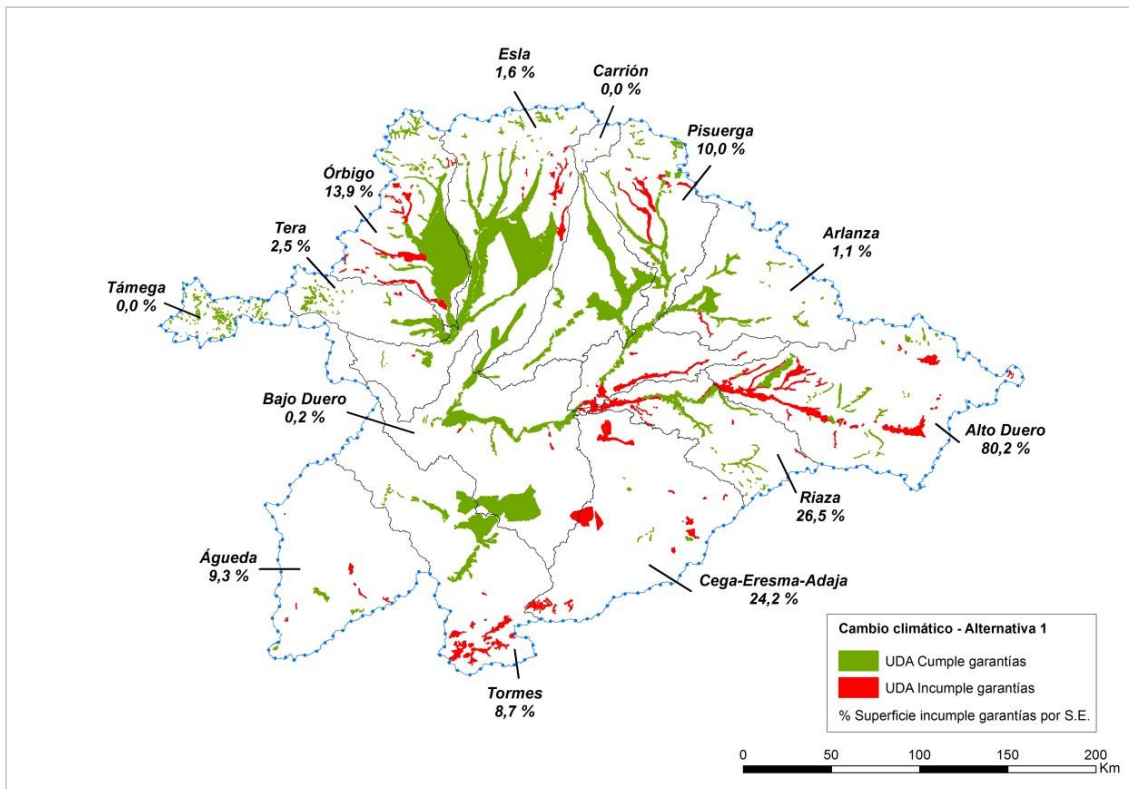 Esla
1,6 %
Carrión
0,0 %
Pisuerga
10,0 %
Órbigo
13,9 %
Tera
2,5 %
Támega
0,0 %
Arlanza
1,1 %
Bajo Duero
0,2 %
Alto Duero
80,2 %
Riaza
26,5 %
Águeda
9,3 %
Cega-Eresma-Adaja
24,2 %
Tormes
8,7 %
Cambio climático - Alternativa 1
UDA Cumple garantías
UDA Incumple garantías
% Superficie incumple garantías por S.E.
0 50 100 150 200
Km